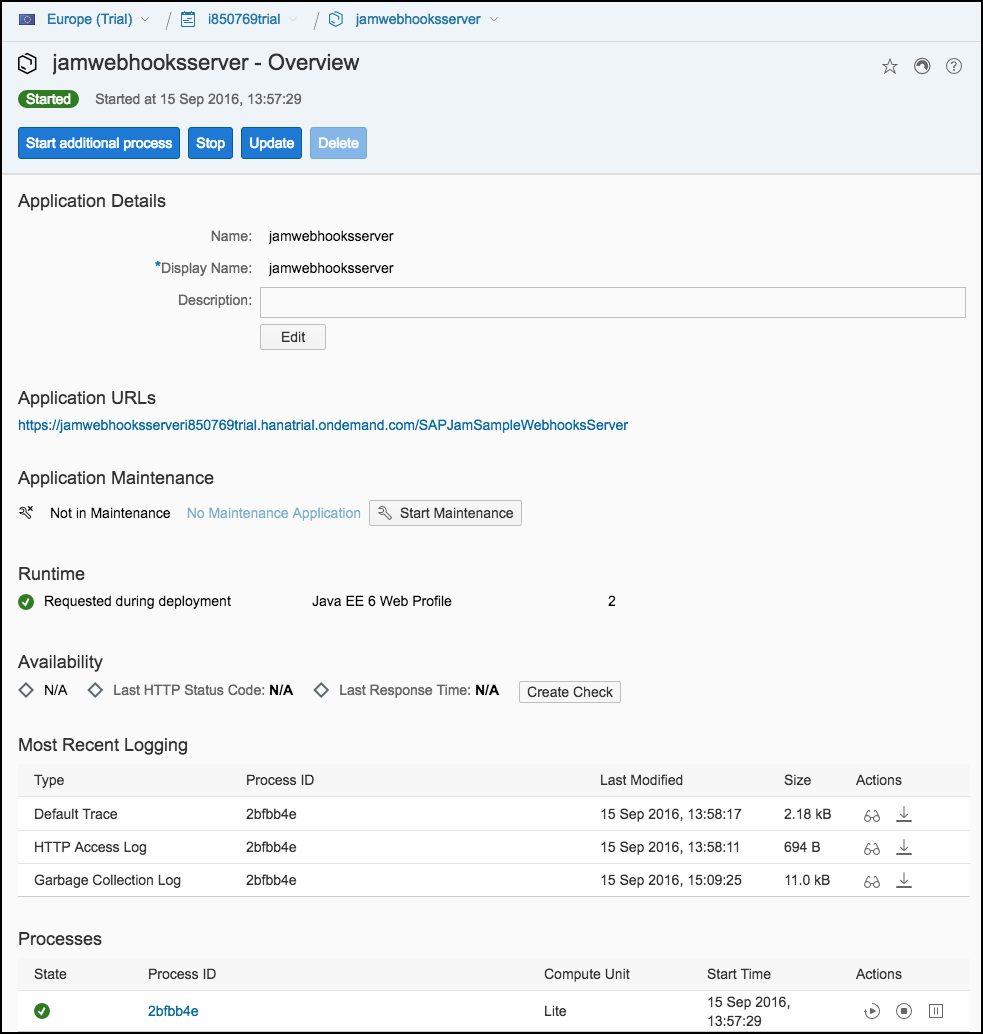 Europe (Trial) / i850769trial / jamwebhooksserver
jamwebhooksserver - Overview
Started Started at 15 Sep 2016, 13:57:29
Start additional process Stop Update Delete
Application Details
Name: jamwebhooksserver
*Display Name: jamwebhooksserver
Description:
Edit
Application URLs
https://jamwebhooksserveri850769trial.hanatrial.ondemand.com/SAPJamSampleWebhooksServer
Application Maintenance
Not in Maintenance No Maintenance Application Start Maintenance
Runtime
Requested during deployment Java EE 6 Web Profile 2
Availability
N/A Last HTTP Status Code: N/A Last Response Time: N/A Create Check
Most Recent Logging
Type Process ID Last Modified Size Actions
Default Trace 2bfbb4e 15 Sep 2016, 13:58:17 2.18 kB
HTTP Access Log 2bfbb4e 15 Sep 2016, 13:58:11 694 B
Garbage Collection Log 2bfbb4e 15 Sep 2016, 15:09:25 11.0 kB
Processes
State Process ID Compute Unit Start Time Actions
2bfbb4e Lite 15 Sep 2016,
13:57:29